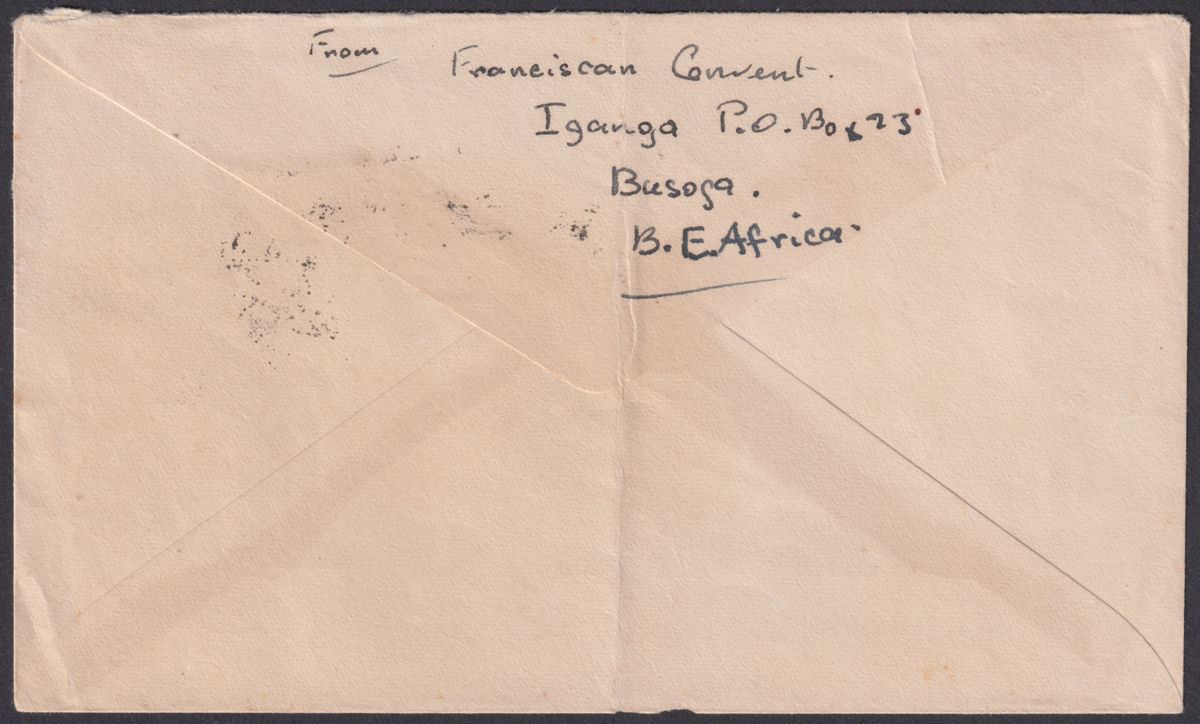 From Franciscan Convent.
Iganga P.O. Box 23
Busoga.
B.E.Africa.